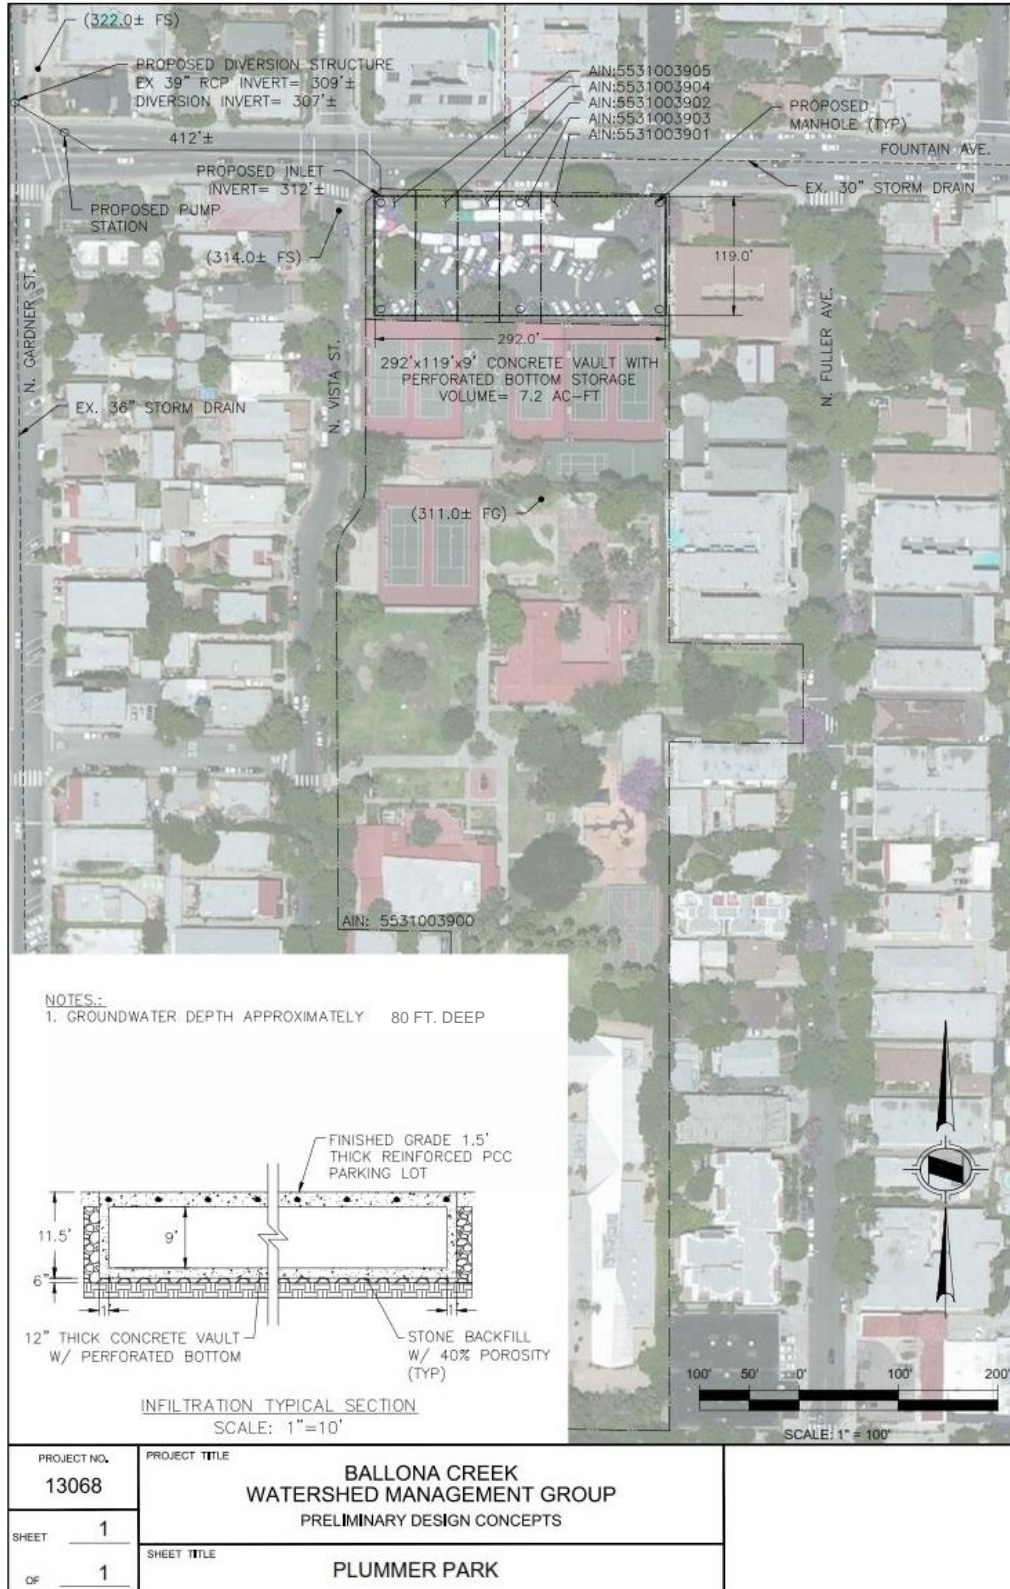 (322.0± FS)
PROPOSED DIVERSION STRUCTURE
EX 39" RCP INVERT= 309'±
DIVERSION INVERT= 307'±
412'±
PROPOSED INLET
INVERT= 312'±
PROPOSED PUMP
STATION
(314.0± FS)
AIN:5531003905
AIN:5531003904
AIN:5531003902
AIN:5531003903
AIN:5531003901
PROPOSED
MANHOLE (TYP)
FOUNTAIN AVE.
EX. 30" STORM DRAIN
119.0'
292.0'
292'x119'x9' CONCRETE VAULT WITH
PERFORATED BOTTOM STORAGE
VOLUME= 7.2 AC-FT
N. GARDNER ST.
N. VISTA ST.
N. FULLER AVE.
EX. 36" STORM DRAIN
(311.0± FG)
AIN: 5531003900
NOTES.:
1. GROUNDWATER DEPTH APPROXIMATELY 80 FT. DEEP
FINISHED GRADE 1.5'
THICK REINFORCED PCC
PARKING LOT
11.5'
9'
6"
1'
1'
12" THICK CONCRETE VAULT
W/ PERFORATED BOTTOM
STONE BACKFILL
W/ 40% POROSITY
(TYP)
INFILTRATION TYPICAL SECTION
SCALE: 1"=10'
100' 50' 0' 100' 200'
SCALE: 1" = 100'
PROJECT NO.
13068
SHEET 1
OF 1
PROJECT TITLE
BALLONA CREEK
WATERSHED MANAGEMENT GROUP
PRELIMINARY DESIGN CONCEPTS
SHEET TITLE
PLUMMER PARK